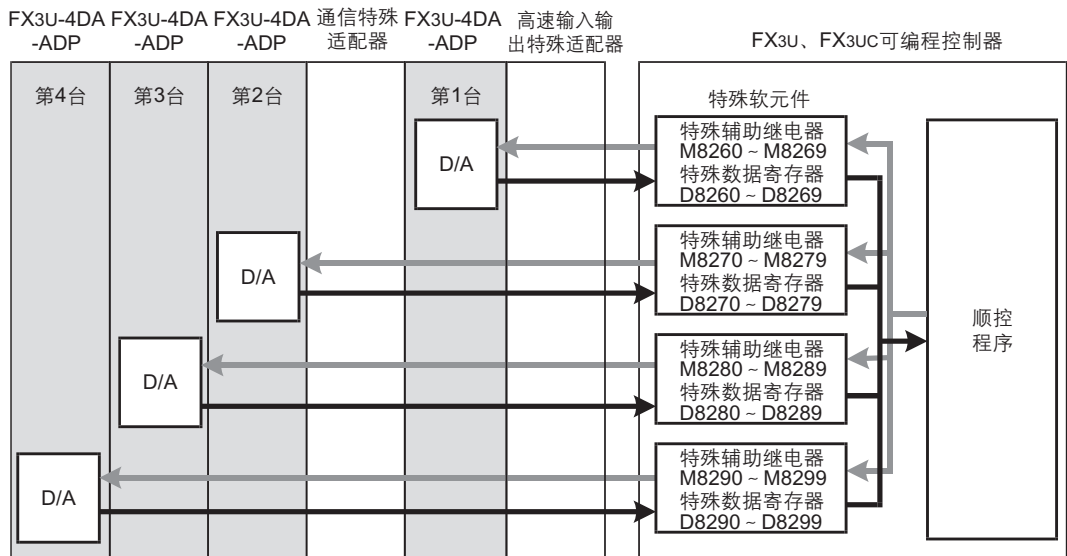 FX3U-4DA
-ADP
FX3U-4DA
-ADP
FX3U-4DA
-ADP
通信特殊
适配器
FX3U-4DA
-ADP
高速输入输
出特殊适配器
FX3U、FX3UC可编程控制器
第4台
第3台
第2台
第1台
特殊软元件
D/A
特殊辅助继电器
M8260~M8269
特殊数据寄存器
D8260~D8269
D/A
特殊辅助继电器
M8270~M8279
特殊数据寄存器
D8270~D8279
顺控
程序
D/A
特殊辅助继电器
M8280~M8289
特殊数据寄存器
D8280~D8289
D/A
特殊辅助继电器
M8290~M8299
特殊数据寄存器
D8290~D8299